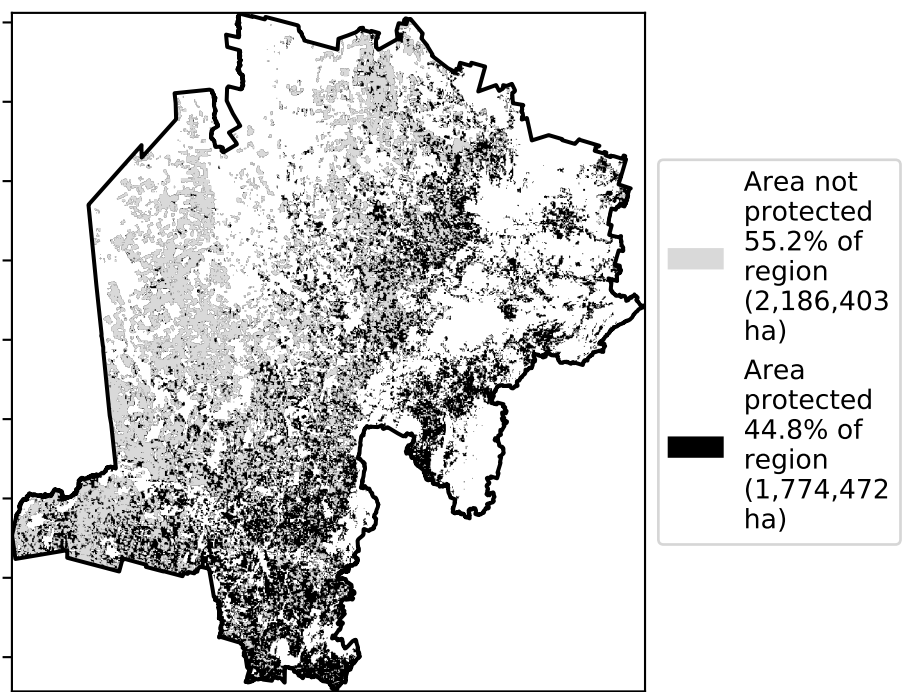 Area not
protected
55.2% of
region
(2,186,403
ha)
Area
protected
44.8% of
region
(1,774,472
ha)